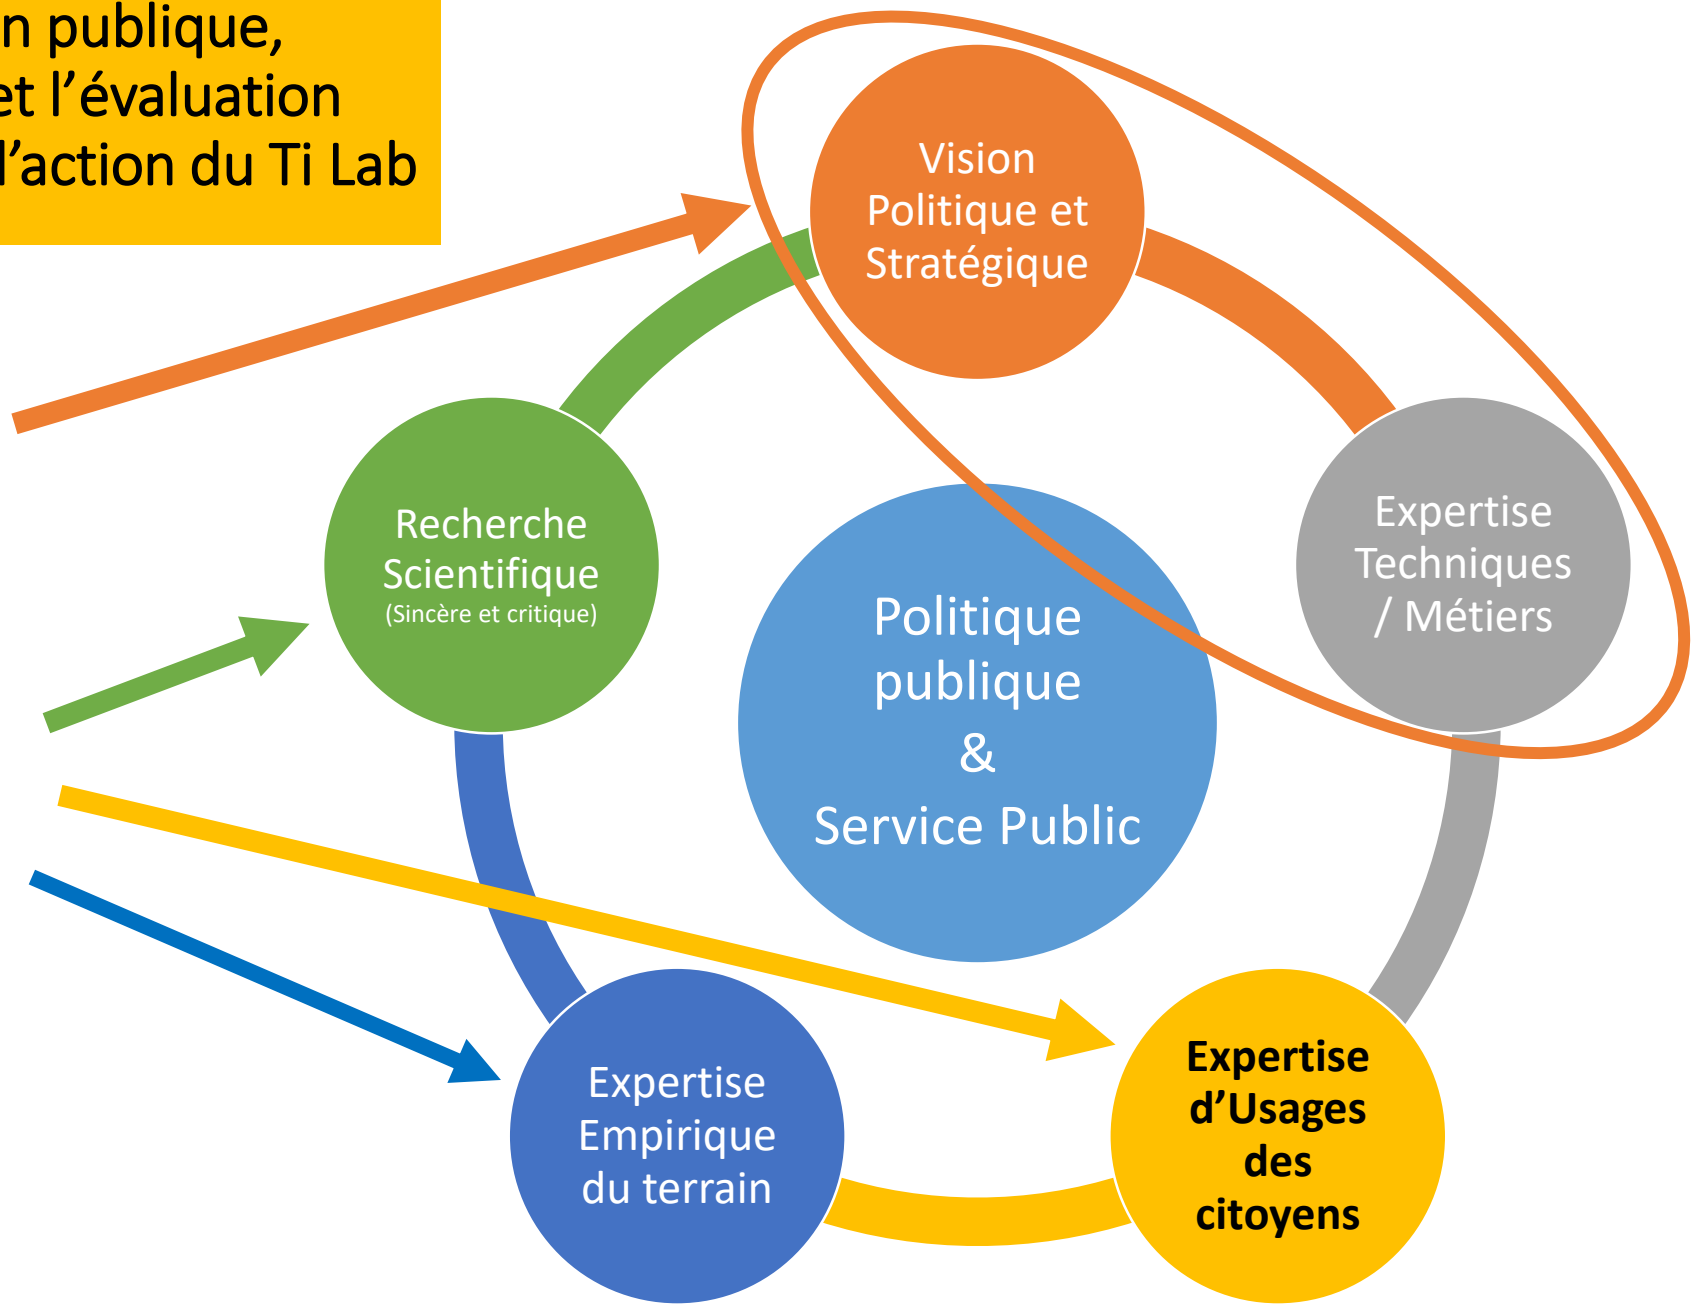 n publique,
et l’évaluation
l’action du Ti Lab
Vision
Politique et
Stratégique
Recherche
Scientifique
(Sincère et critique)
Expertise
Techniques
/ Métiers
Politique
publique
&
Service Public
Expertise
Empirique
du terrain
Expertise
d’Usages
des
citoyens